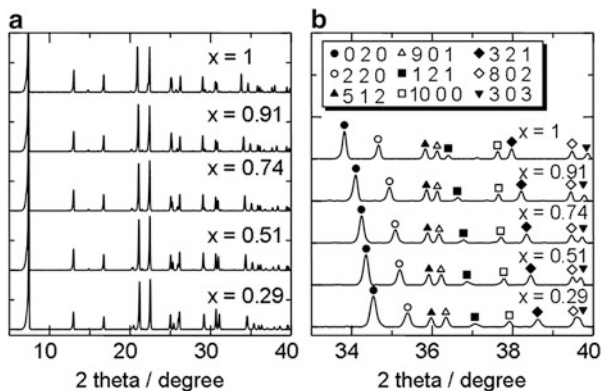 a
x = 1
x = 0.91
x = 0.74
x = 0.51
x = 0.29
10 20 30 40
2 theta / degree
b
● 0 2 0 △ 9 0 1 ◆ 3 2 1
○ 2 2 0 ■ 1 2 1 ◇ 8 0 2
▲ 5 1 2 □ 10 0 0 ▼ 3 0 3
x = 1
x = 0.91
x = 0.74
x = 0.51
x = 0.29
34 36 38 40
2 theta / degree